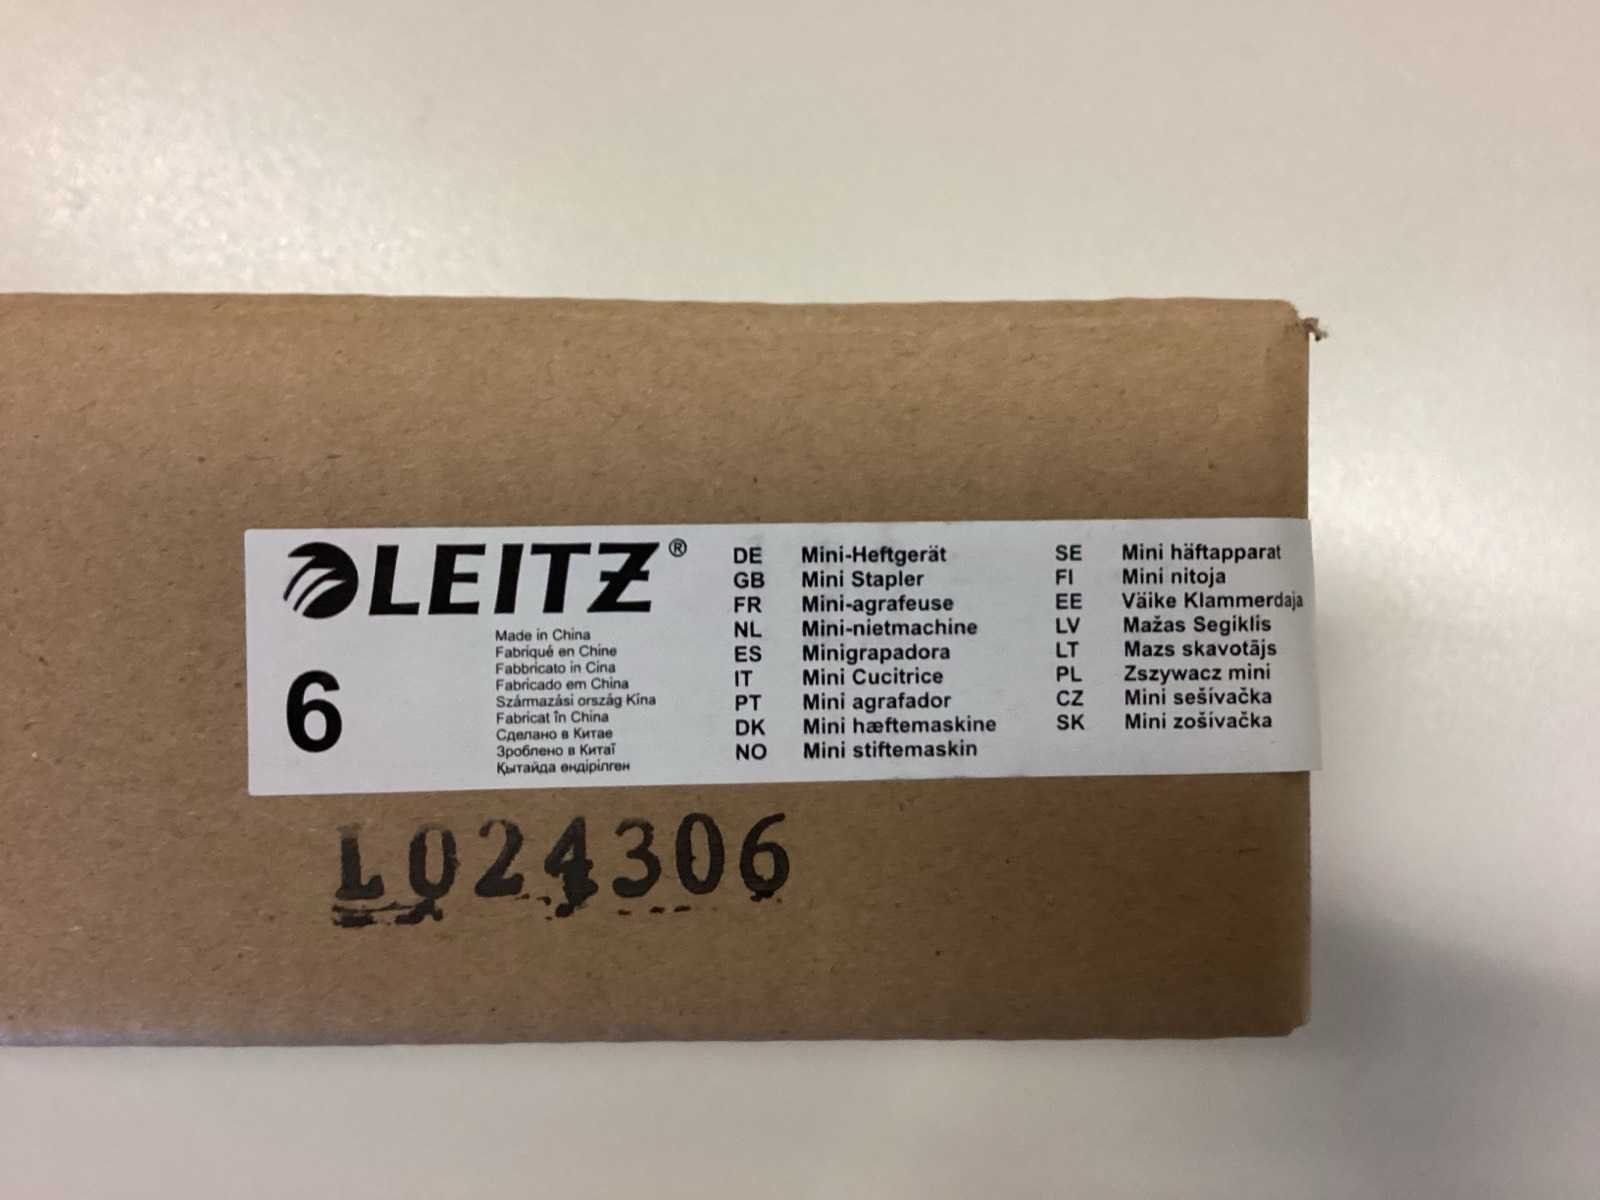 LEITZ®
Made in China
Fabriqué en Chine
Fabbricato in Cina
Fabricado em China
Származási ország Kína
Fabricat în China
Сделано в Китае
Зроблено в Китаї
Қытайда өндірілген
6
DE Mini-Heftgerät
GB Mini Stapler
FR Mini-agrafeuse
NL Mini-nietmachine
ES Minigrapadora
IT Mini Cucitrice
PT Mini agrafador
DK Mini hæftemaskine
NO Mini stiftemaskin
SE Mini häftapparat
FI Mini nitoja
EE Väike Klammerdaja
LV Mažas Segiklis
LT Mazs skavotājs
PL Zszywacz mini
CZ Mini sešívačka
SK Mini zošívačka
L024306